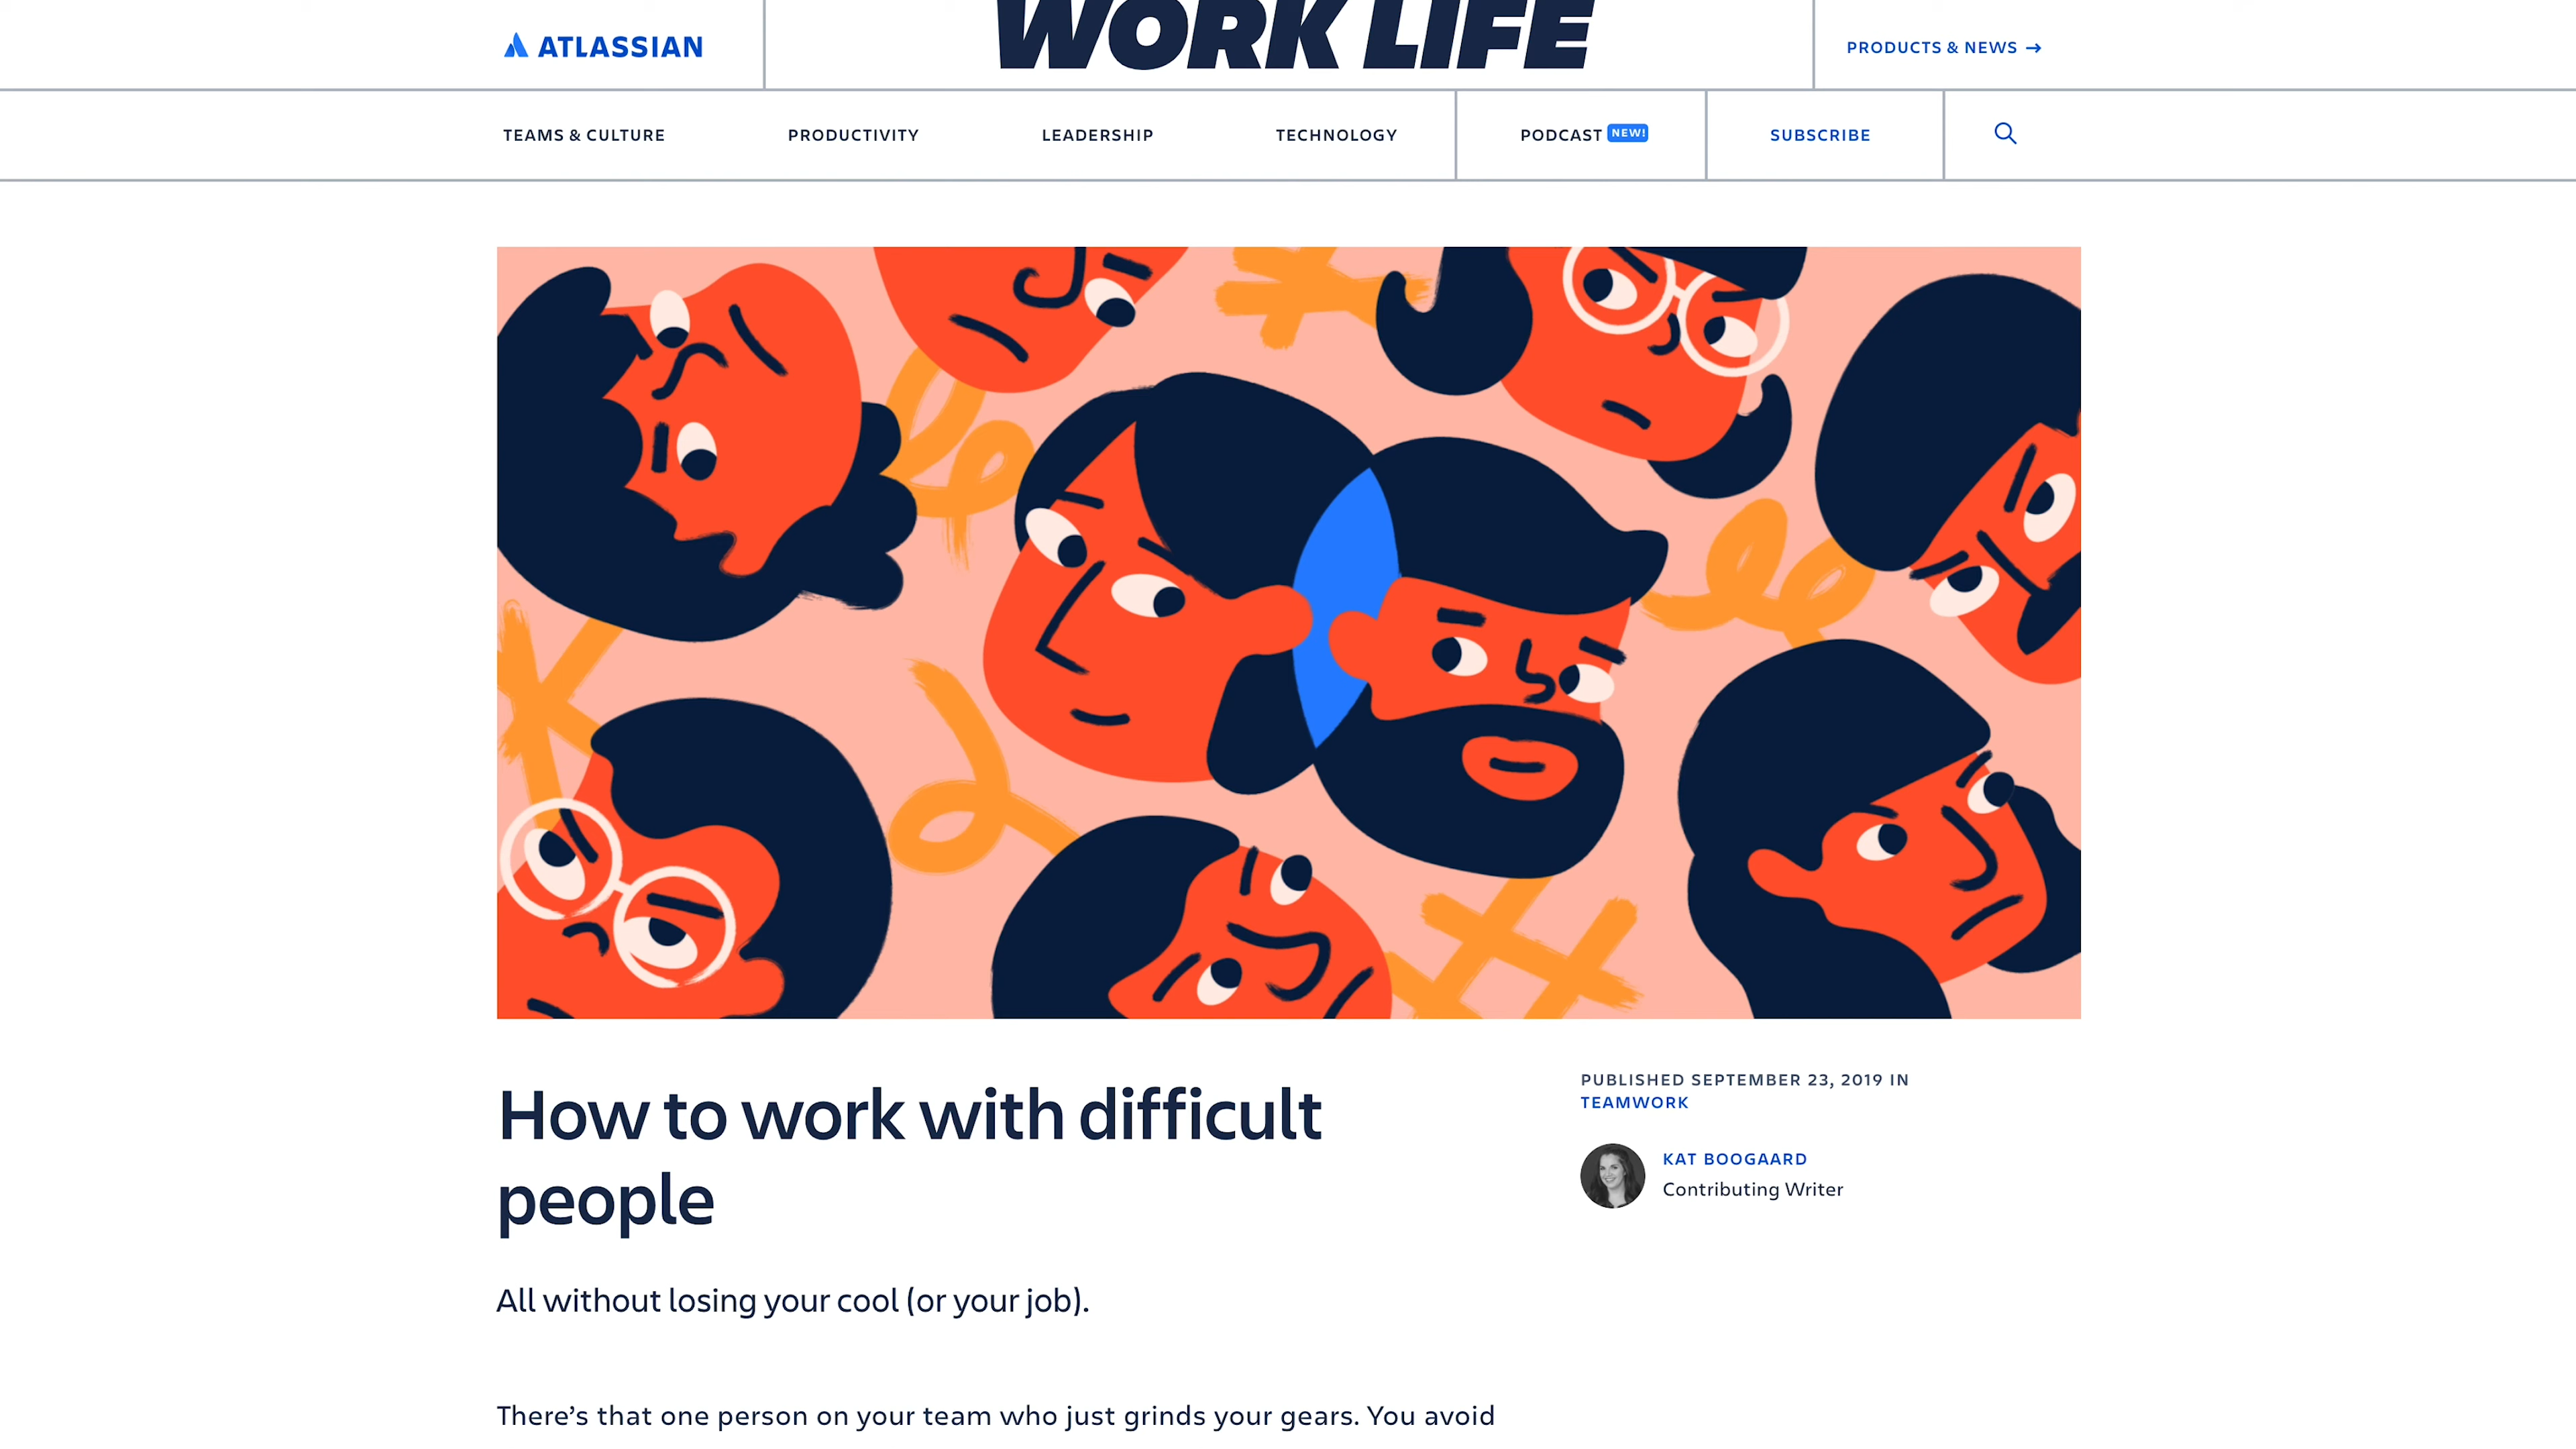 ATLASSIAN
WORK LIFE
PRODUCTS & NEWS →
TEAMS & CULTURE
PRODUCTIVITY
LEADERSHIP
TECHNOLOGY
PODCAST NEW!
SUBSCRIBE
How to work with difficult
people
All without losing your cool (or your job).
PUBLISHED SEPTEMBER 23, 2019 IN
TEAMWORK
KAT BOOGAARD
Contributing Writer
There’s that one person on your team who just grinds your gears. You avoid